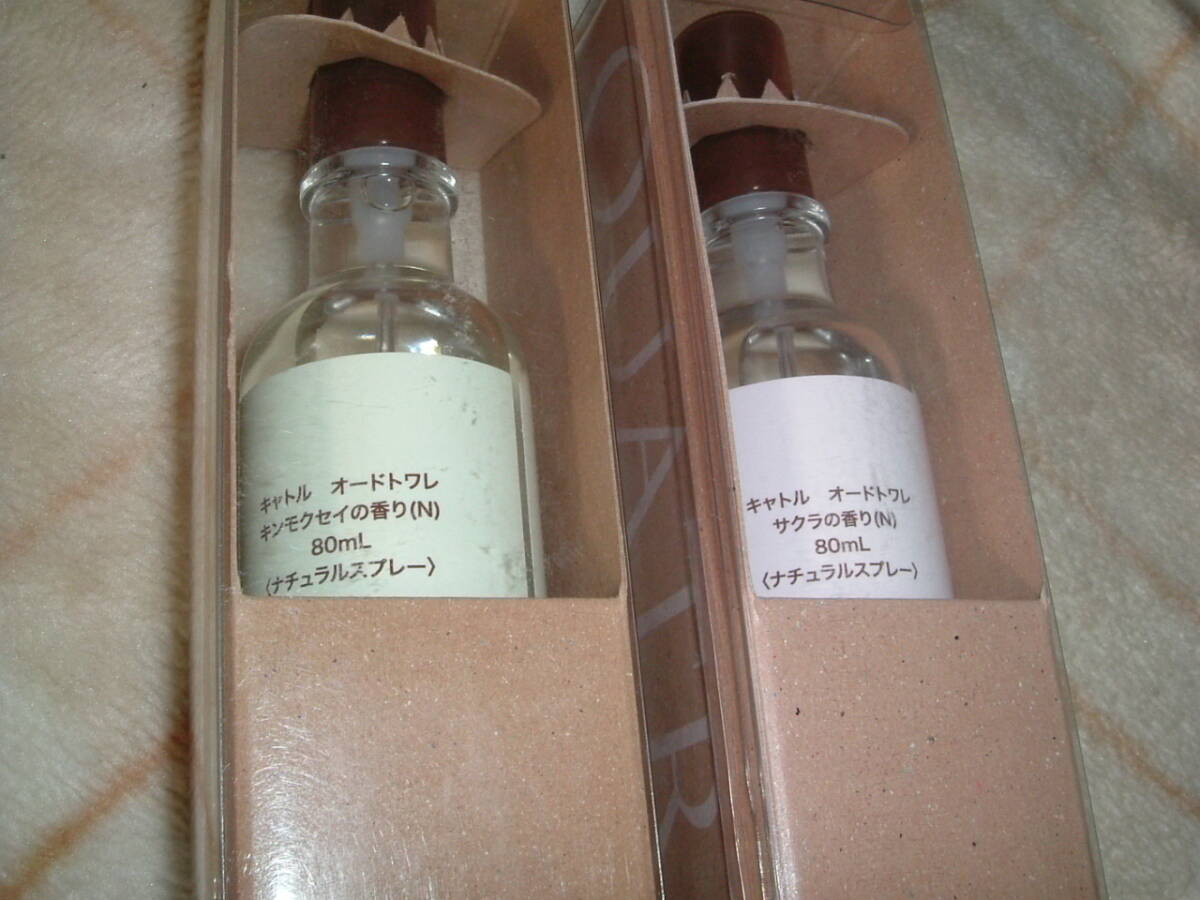 キャトル　オードトワレ
キンモクセイの香り(N)
80mL
〈ナチュラルスプレー〉
QUATR
キャトル　オードトワレ
サクラの香り(N)
80mL
〈ナチュラルスプレー〉